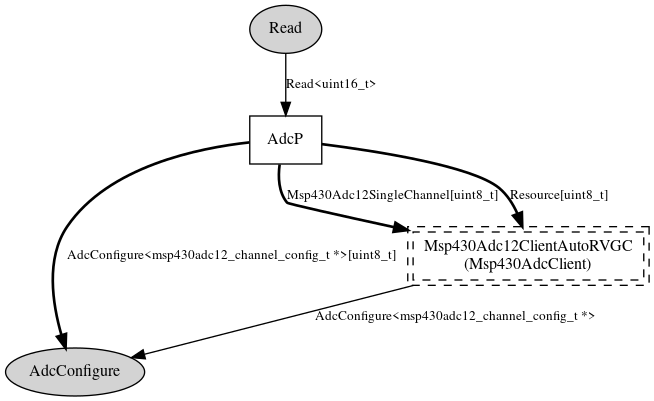 Read
Read<uint16_t>
AdcP
Msp430Adc12SingleChannel[uint8_t]
Resource[uint8_t]
Msp430Adc12ClientAutoRVGC
(Msp430AdcClient)
AdcConfigure<msp430adc12_channel_config_t *>[uint8_t]
AdcConfigure<msp430adc12_channel_config_t *>
AdcConfigure